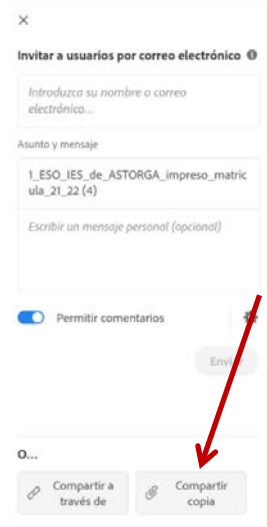 Invitar a usuarios por correo electrónico
Introduzca su nombre o correo
electrónico...
Asunto y mensaje
1_ESO_IES_de_ASTORGA_impreso_matric
ula_21_22 (4)
Escribir un mensaje personal (opcional)
Permitir comentarios
Enviar
O...
Compartir a
través de
Compartir
copia